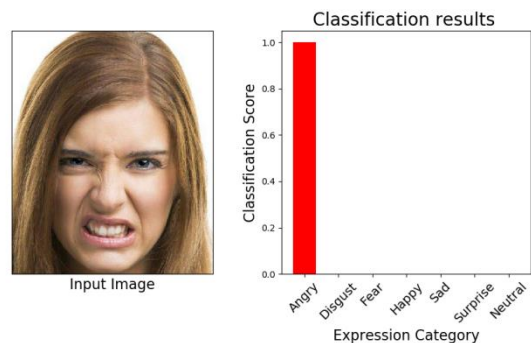 Classification results
1.0
0.8
0.6
0.4
0.2
0.0
Classification Score
Angry
Disgust
Fear
Happy
Sad
Surprise
Neutral
Input Image
Expression Category